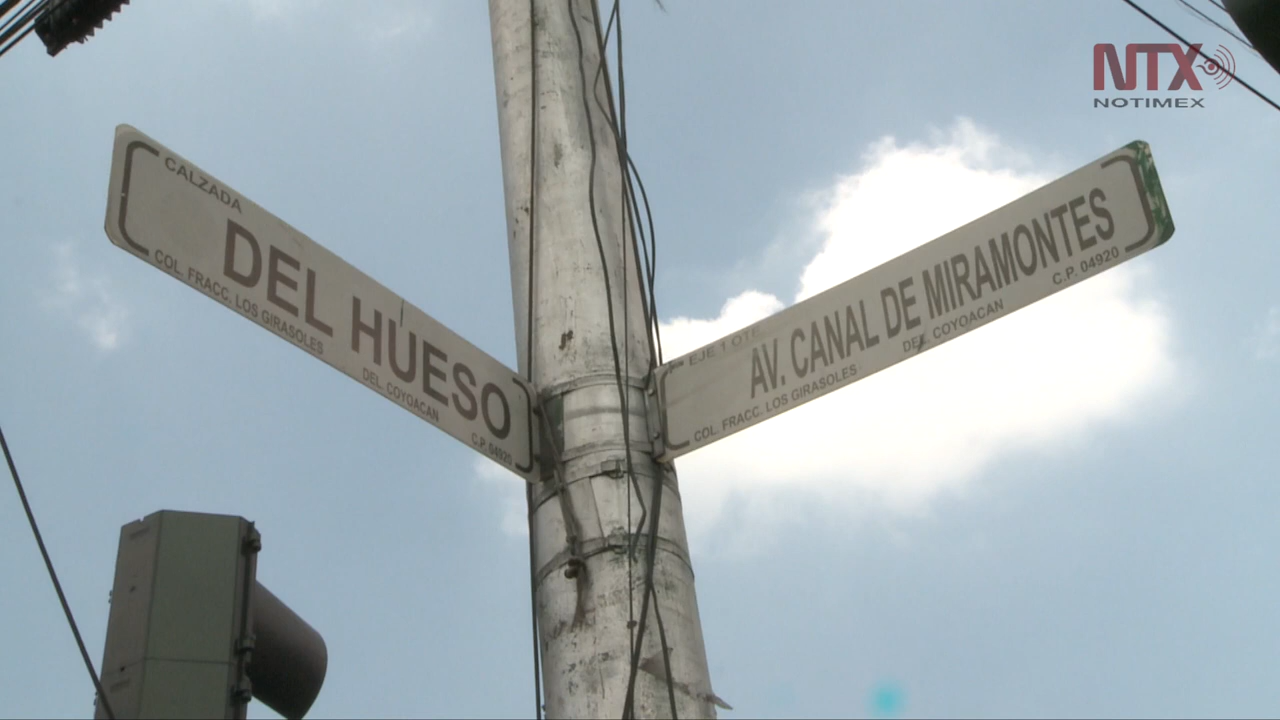 NTX
NOTIMEX
CALZADA
DEL HUESO
COL. FRACC. LOS GIRASOLES
DEL. COYOACAN
C.P. 04920
EJE 1 OTE
AV. CANAL DE MIRAMONTES
COL. FRACC. LOS GIRASOLES
DEL. COYOACAN
C.P. 04920